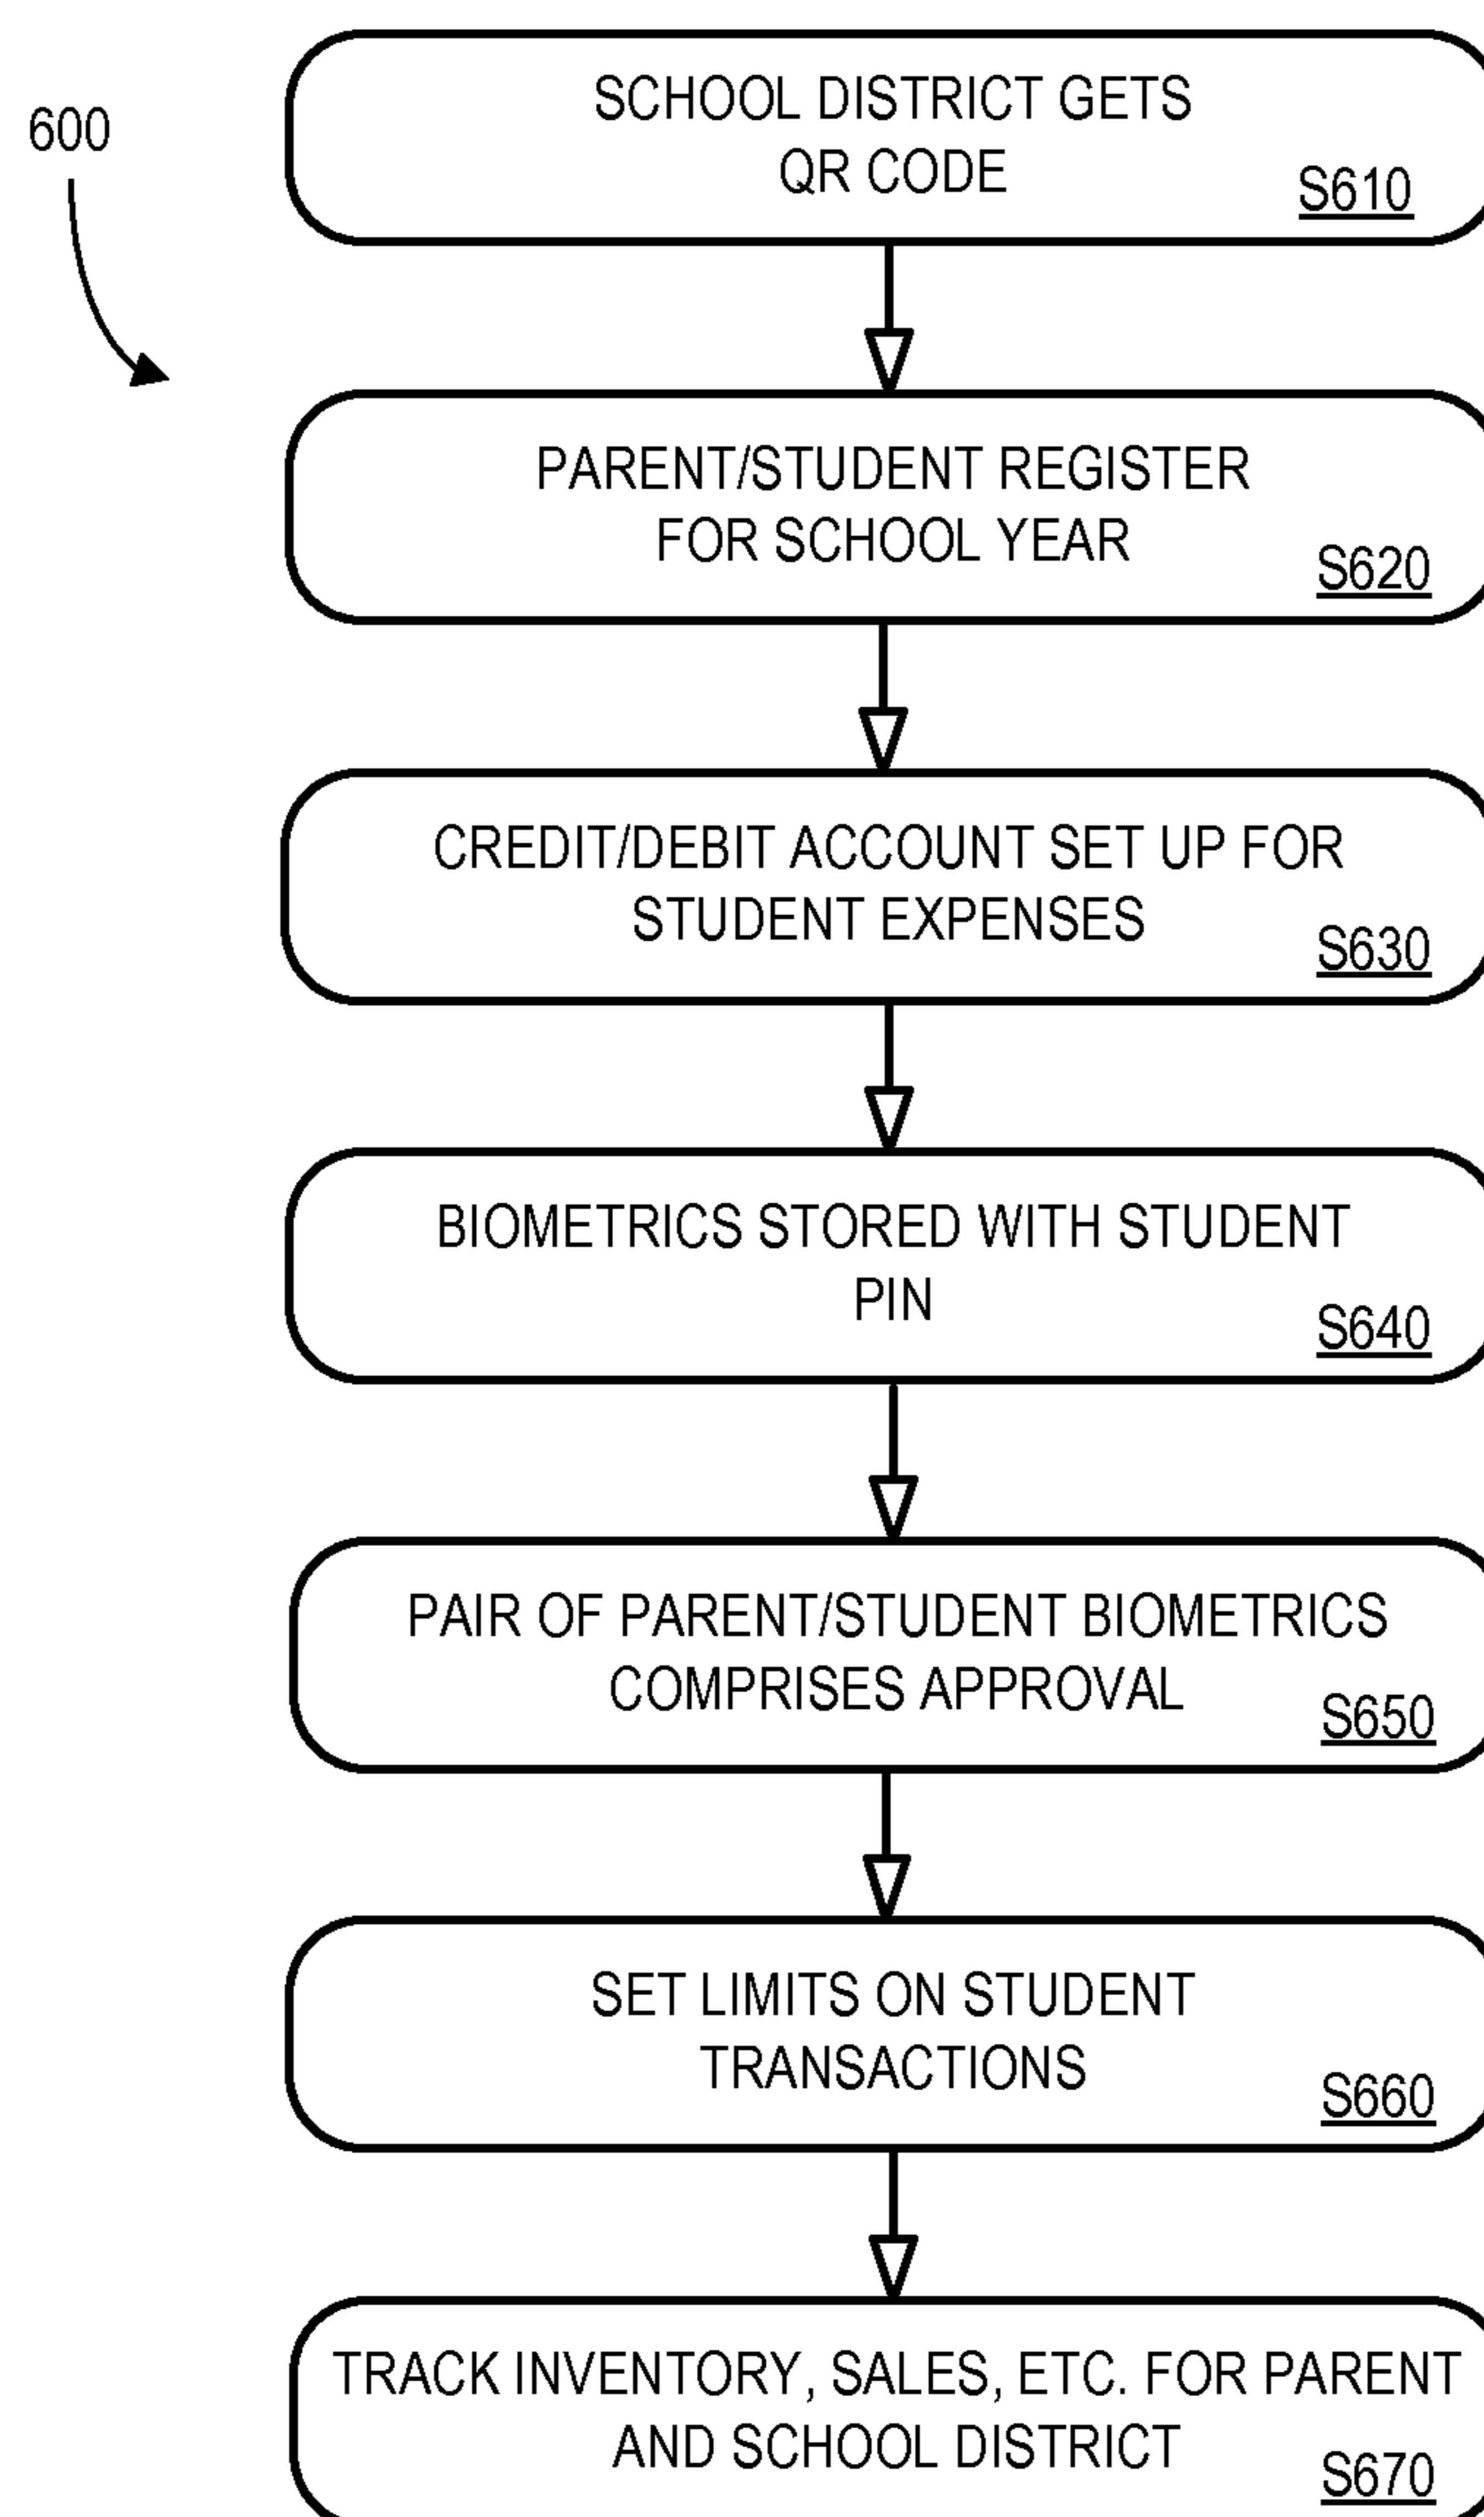 600
SCHOOL DISTRICT GETS
QR CODE
S610
PARENT/STUDENT REGISTER
FOR SCHOOL YEAR
S620
CREDIT/DEBIT ACCOUNT SET UP FOR
STUDENT EXPENSES
S630
BIOMETRICS STORED WITH STUDENT
PIN
S640
PAIR OF PARENT/STUDENT BIOMETRICS
COMPRISES APPROVAL
S650
SET LIMITS ON STUDENT
TRANSACTIONS
S660
TRACK INVENTORY, SALES, ETC. FOR PARENT
AND SCHOOL DISTRICT
S670